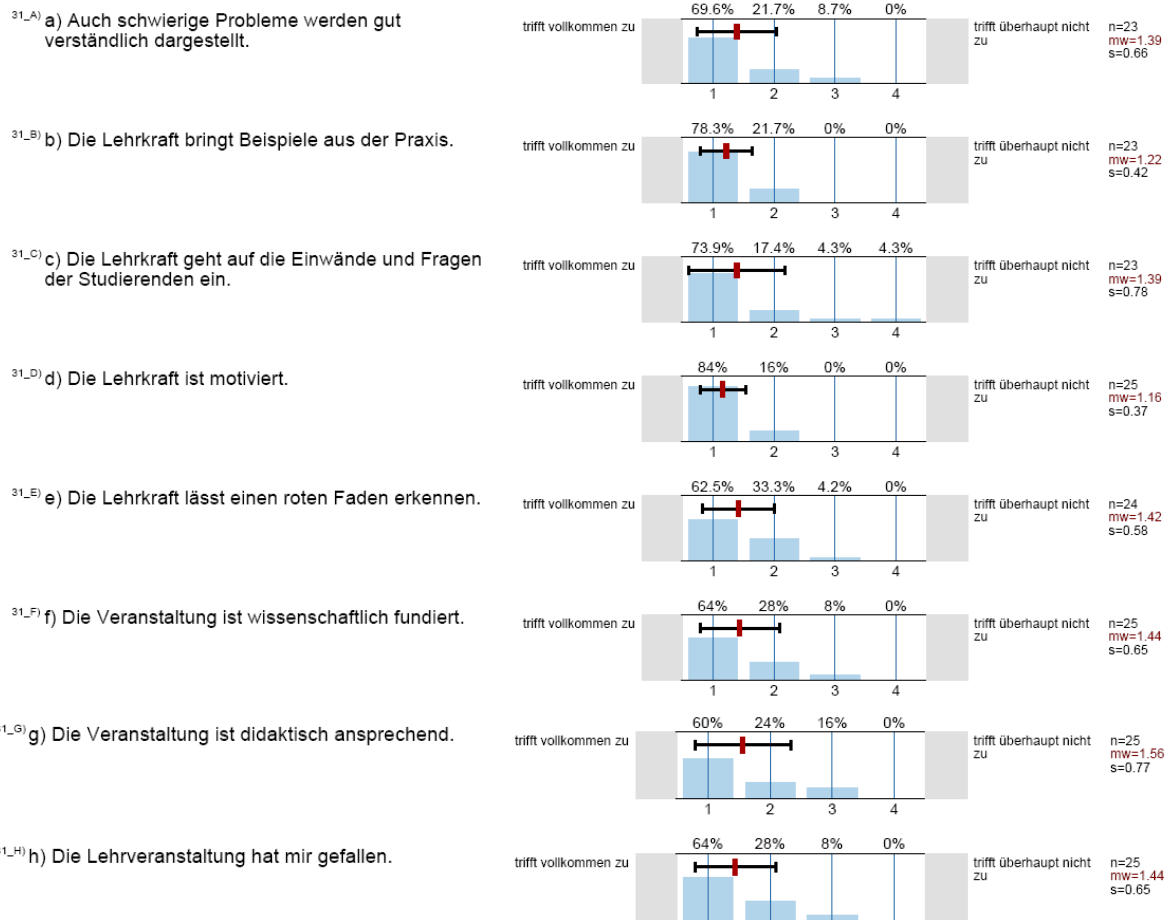 69.6% 21.7% 8.7% 0%
31_A) a) Auch schwierige Probleme werden gut
verständlich dargestellt.
trifft vollkommen zu
trifft überhaupt nicht
zu
n=23
mw=1.39
s=0.66
1 2 3 4
78.3% 21.7% 0% 0%
31_B) b) Die Lehrkraft bringt Beispiele aus der Praxis.
trifft vollkommen zu
trifft überhaupt nicht
zu
n=23
mw=1.22
s=0.42
1 2 3 4
73.9% 17.4% 4.3% 4.3%
31_C) c) Die Lehrkraft geht auf die Einwände und Fragen
der Studierenden ein.
trifft vollkommen zu
trifft überhaupt nicht
zu
n=23
mw=1.39
s=0.78
1 2 3 4
84% 16% 0% 0%
31_D) d) Die Lehrkraft ist motiviert.
trifft vollkommen zu
trifft überhaupt nicht
zu
n=25
mw=1.16
s=0.37
1 2 3 4
62.5% 33.3% 4.2% 0%
31_E) e) Die Lehrkraft lässt einen roten Faden erkennen.
trifft vollkommen zu
trifft überhaupt nicht
zu
n=24
mw=1.42
s=0.58
1 2 3 4
64% 28% 8% 0%
31_F) f) Die Veranstaltung ist wissenschaftlich fundiert.
trifft vollkommen zu
trifft überhaupt nicht
zu
n=25
mw=1.44
s=0.65
1 2 3 4
60% 24% 16% 0%
1_G) g) Die Veranstaltung ist didaktisch ansprechend.
trifft vollkommen zu
trifft überhaupt nicht
zu
n=25
mw=1.56
s=0.77
1 2 3 4
64% 28% 8% 0%
1_H) h) Die Lehrveranstaltung hat mir gefallen.
trifft vollkommen zu
trifft überhaupt nicht
zu
n=25
mw=1.44
s=0.65